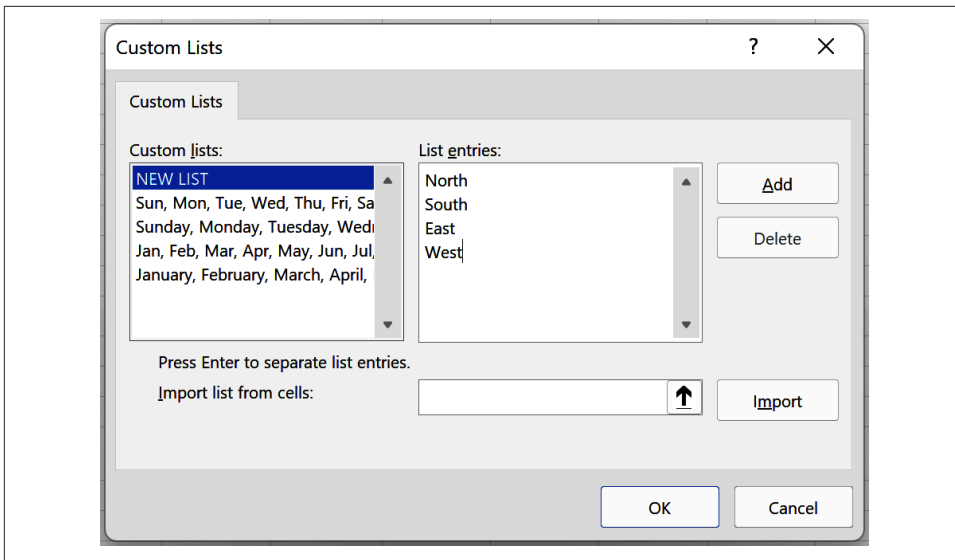 Custom Lists
?
Custom Lists
Custom lists:
NEW LIST
Sun, Mon, Tue, Wed, Thu, Fri, Sa
Sunday, Monday, Tuesday, Wed
Jan, Feb, Mar, Apr, May, Jun, Jul,
January, February, March, April,
List entries:
North
South
East
West
Add
Delete
Press Enter to separate list entries.
Import list from cells:
Import
OK
Cancel